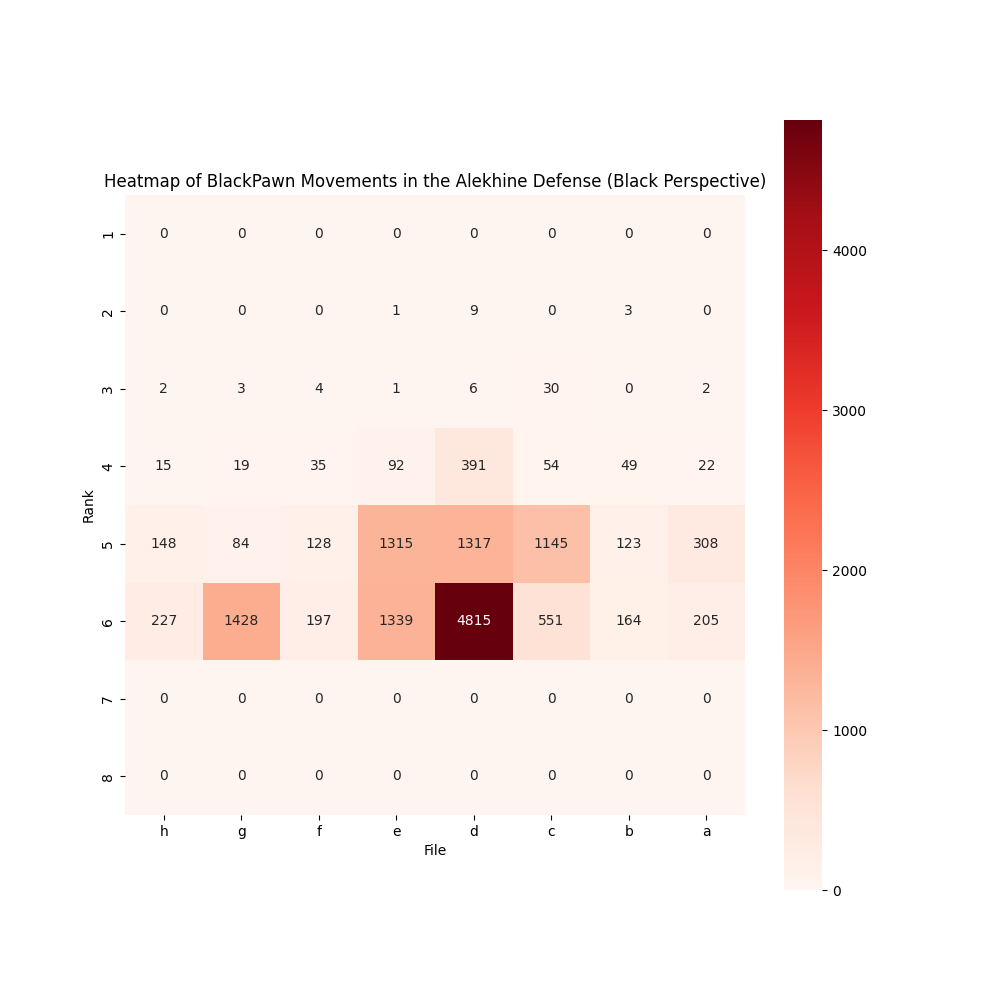 Heatmap of BlackPawn Movements in the Alekhine Defense (Black Perspective)
1 0 0 0 0 0 0 0 0
2 0 0 0 1 9 0 3 0
3 2 3 4 1 6 30 0 2
4 15 19 35 92 391 54 49 22
Rank
5 148 84 128 1315 1317 1145 123 308
6 227 1428 197 1339 4815 551 164 205
7 0 0 0 0 0 0 0 0
8 0 0 0 0 0 0 0 0
h g f e d c b a
File
4000
3000
2000
1000
0